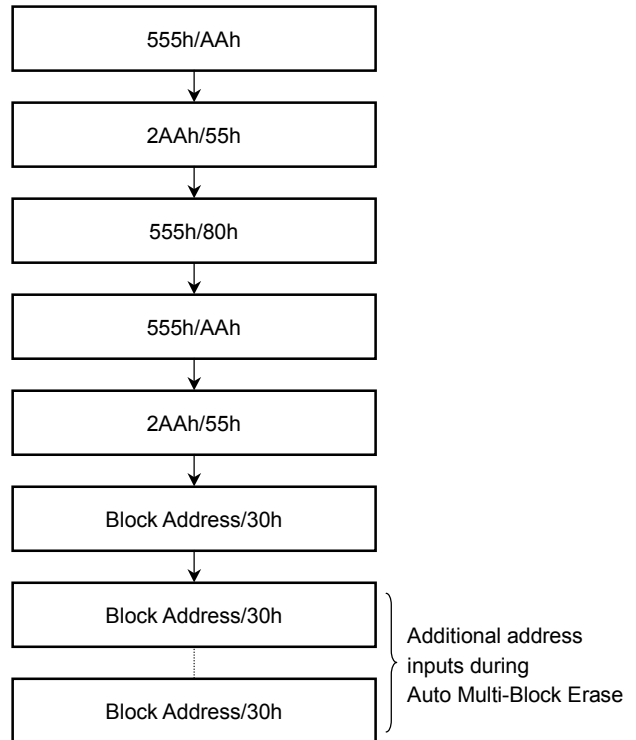 555h/AAh
2AAh/55h
555h/80h
555h/AAh
2AAh/55h
Block Address/30h
Block Address/30h
Additional address
inputs during
Auto Multi-Block Erase
Block Address/30h